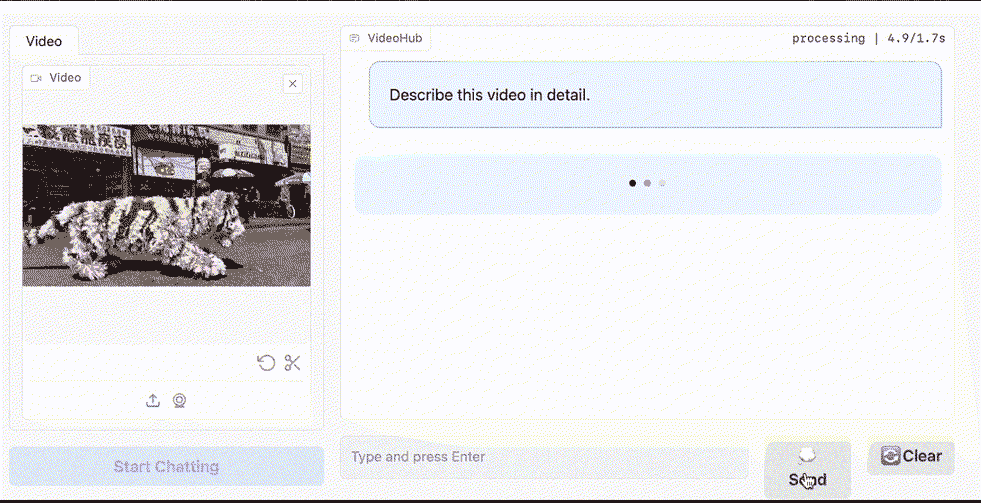 Video
Video
VideoHub
processing | 4.9/1.7s
Describe this video in detail.
Start Chatting
Type and press Enter
Send
Clear